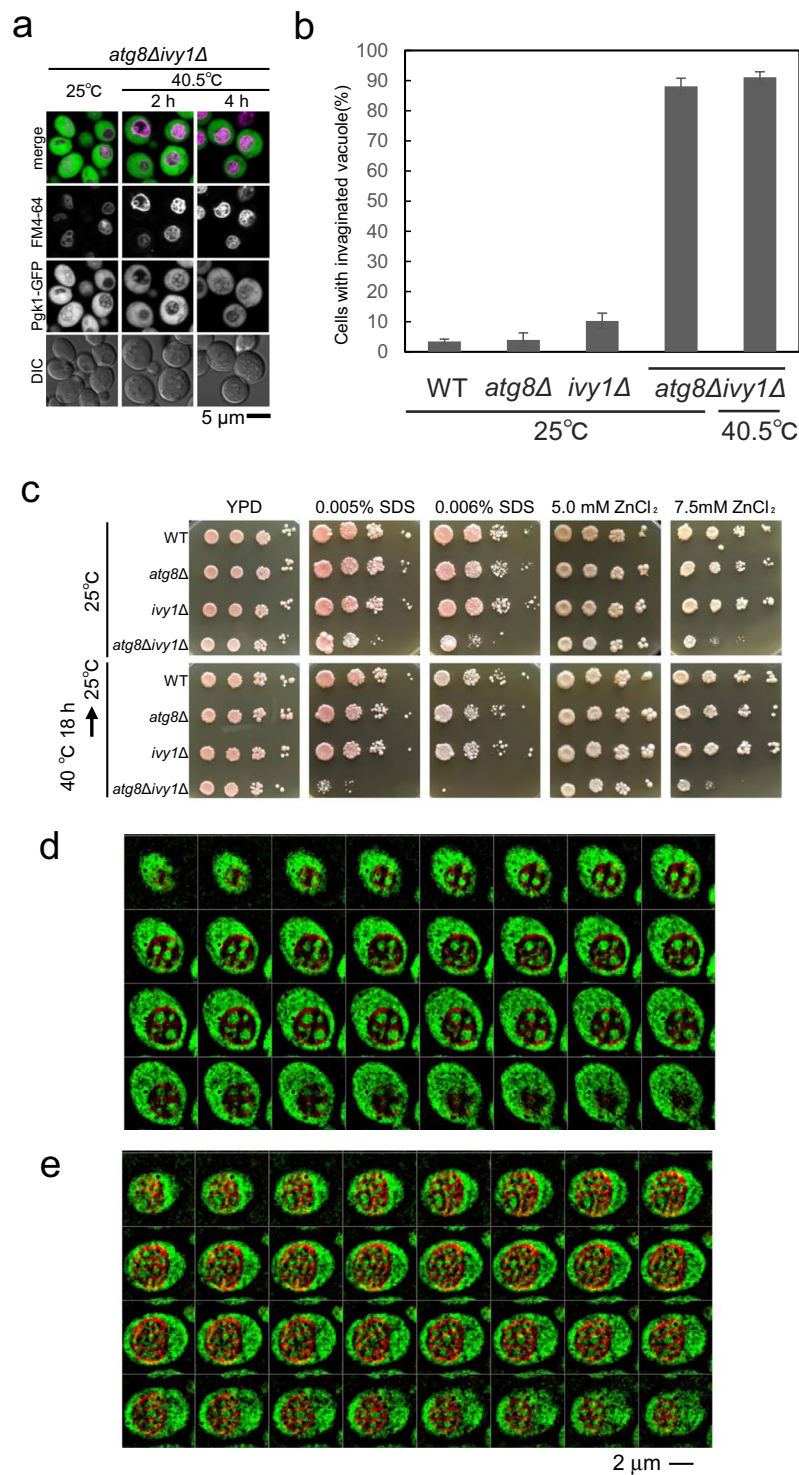 a
atg8Δivy1Δ
25°C
40.5°C
2 h
4 h
merge
FM4-64
Pgk1-GFP
DIC
5 μm
b
Cells with invaginated vacuole(%)
100
90
80
70
60
50
40
30
20
10
0
WT
atg8Δ
ivy1Δ
atg8Δivy1Δ
25°C
40.5°C
c
YPD
0.005% SDS
0.006% SDS
5.0 mM ZnCl₂
7.5mM ZnCl₂
25°C
WT
atg8Δ
ivy1Δ
atg8Δivy1Δ
40 °C 18 h
→ 25°C
WT
atg8Δ
ivy1Δ
atg8Δivy1Δ
d
e
2 μm